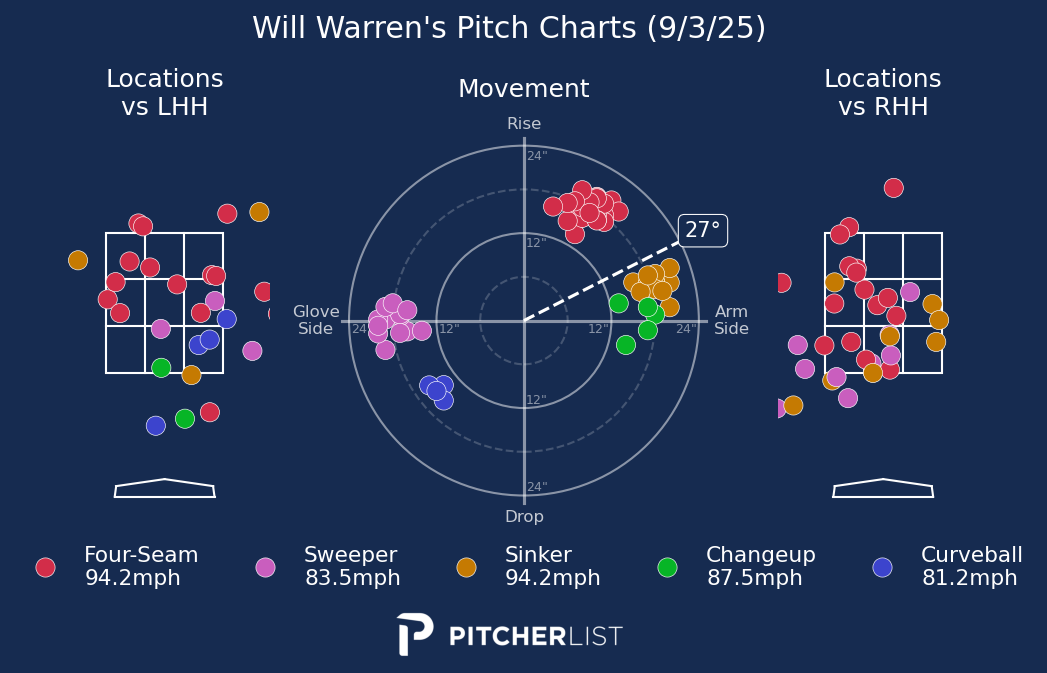 Will Warren's Pitch Charts (9/3/25)
Locations
vs LHH
Movement
Locations
vs RHH
Rise
24"
12"
27°
Glove
Side
24"
12"
12"
24"
Arm
Side
12"
24"
Drop
Four-Seam
94.2mph
Sweeper
83.5mph
Sinker
94.2mph
Changeup
87.5mph
Curveball
81.2mph
PITCHERLIST